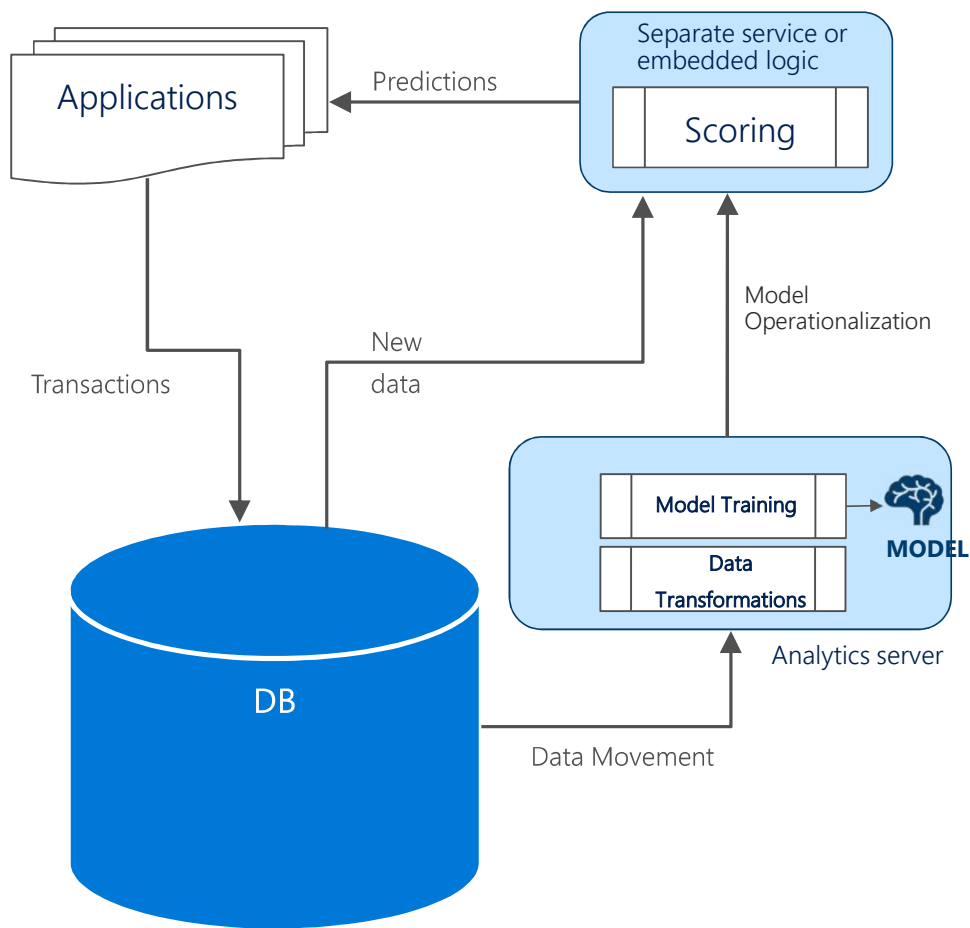 Separate service or
embedded logic
Predictions
Applications
Scoring
Model
Operationalization
New
data
Transactions
Model Training
MODEL
Data
Transformations
Analytics server
DB
Data Movement